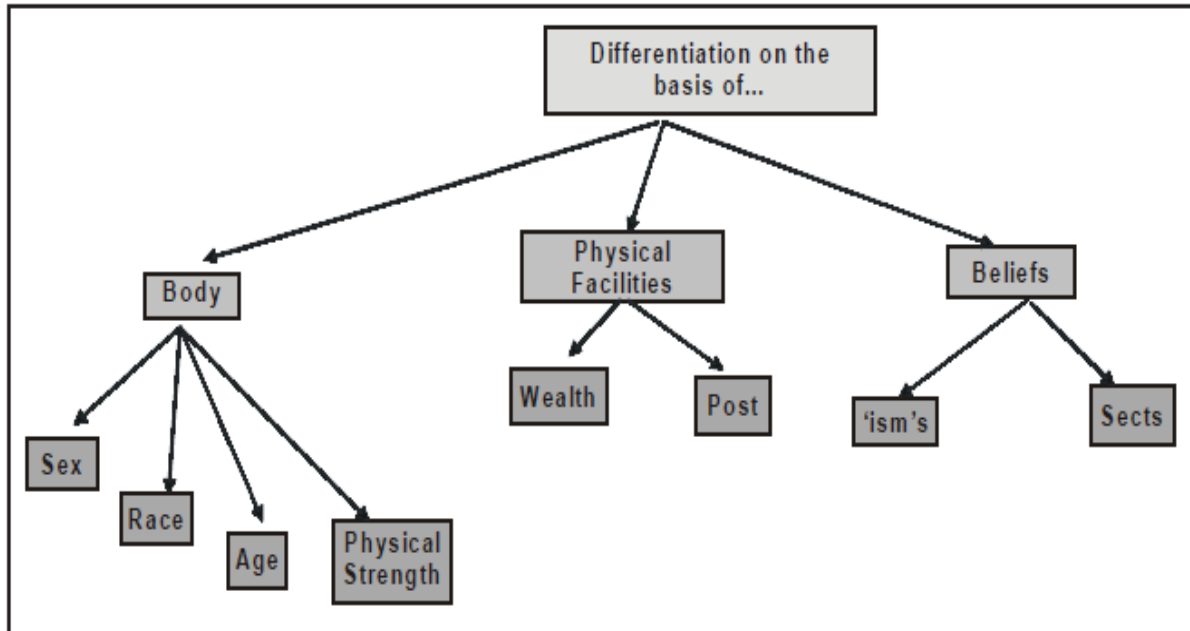 Differentiation on the
basis of...
Body
Physical
Facilities
Beliefs
Sex
Race
Age
Physical
Strength
Wealth
Post
‘ism’s
Sects